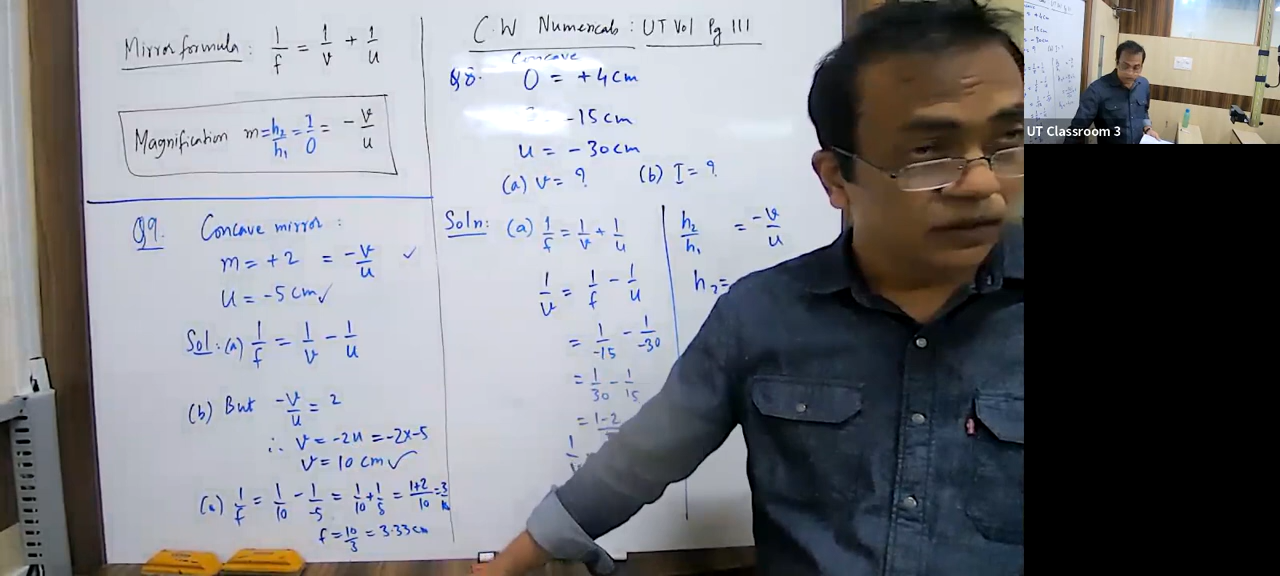 Mirror formula : 1/f = 1/v + 1/u
Magnification m = h₂/h₁ = I/O = -v/u
Q9. Concave mirror :
m = +2 = -v/u ✓
u = -5 cm ✓
Sol : (a) 1/f = 1/v - 1/u
(b) But -v/u = 2
∴ v = -2u = -2x-5
v = 10 cm ✓
(a) 1/f = 1/10 - 1/-5 = 1/10 + 1/5 = 1+2/10 = 3/10
f = 10/3 = 3.33 cm
C.W Numericals : UT Vol Pg 111
Concave
Q8. O = +4 cm
-15 cm
u = -30 cm
(a) v = ? (b) I = ?
Soln : (a) 1/f = 1/v + 1/u
1/v = 1/f - 1/u
= 1/-15 - 1/-30
= 1/30 - 1/15
= 1-2
1/v
h₂/h₁ = -v/u
h₂ =
UT Classroom 3